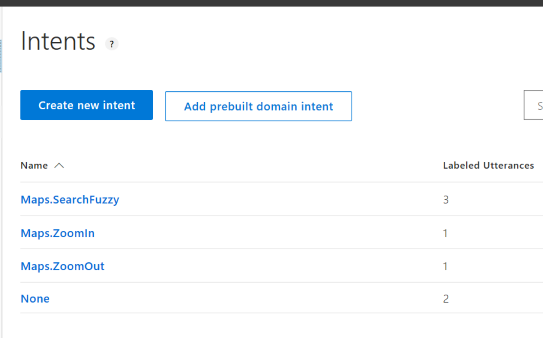 Intents ?
Create new intent Add prebuilt domain intent S
Name Labeled Utterances
Maps.SearchFuzzy 3
Maps.ZoomIn 1
Maps.ZoomOut 1
None 2